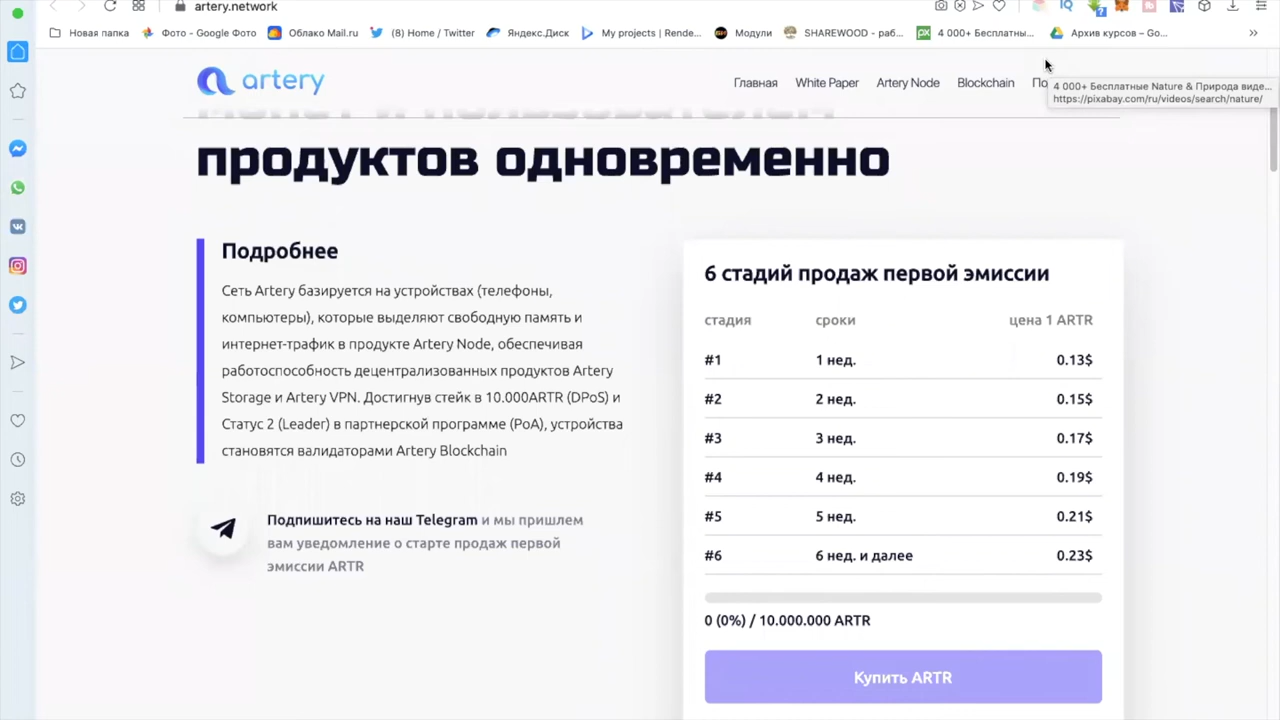 artery.network
Новая папка
Фото - Google Фото
Облако Mail.ru
(8) Home / Twitter
Яндекс.Диск
My projects | Rende...
Модули
SHAREWOOD - раб...
4 000+ Бесплатны...
Архив курсов – Go...
artery
Главная
White Paper
Artery Node
Blockchain
4 000+ Бесплатные Nature & Природа виде...
https://pixabay.com/ru/videos/search/nature/
продуктов одновременно
Подробнее
Сеть Artery базируется на устройствах (телефоны,
компьютеры), которые выделяют свободную память и
интернет-трафик в продукте Artery Node, обеспечивая
работоспособность децентрализованных продуктов Artery
Storage и Artery VPN. Достигнув стейк в 10.000ARTR (DPoS) и
Статус 2 (Leader) в партнерской программе (PoA), устройства
становятся валидаторами Artery Blockchain
Подпишитесь на наш Telegram и мы пришлем
вам уведомление о старте продаж первой
эмиссии ARTR
6 стадий продаж первой эмиссии
стадия сроки цена 1 ARTR
#1 1 нед. 0.13$
#2 2 нед. 0.15$
#3 3 нед. 0.17$
#4 4 нед. 0.19$
#5 5 нед. 0.21$
#6 6 нед. и далее 0.23$
0 (0%) / 10.000.000 ARTR
Купить ARTR